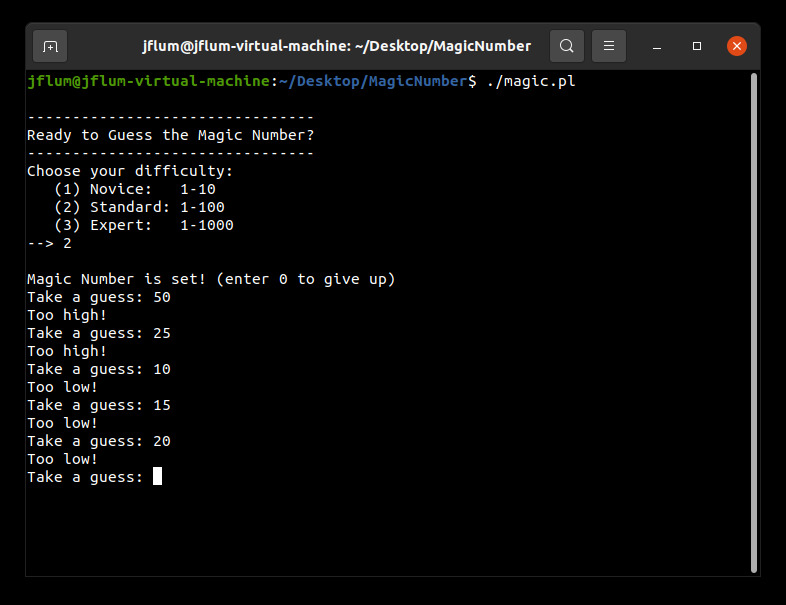 jflum@jflum-virtual-machine: ~/Desktop/MagicNumber
jflum@jflum-virtual-machine:~/Desktop/MagicNumber$ ./magic.pl
--------------------------------
Ready to Guess the Magic Number?
--------------------------------
Choose your difficulty:
   (1) Novice:   1-10
   (2) Standard: 1-100
   (3) Expert:   1-1000
--> 2
Magic Number is set! (enter 0 to give up)
Take a guess: 50
Too high!
Take a guess: 25
Too high!
Take a guess: 10
Too low!
Take a guess: 15
Too low!
Take a guess: 20
Too low!
Take a guess: